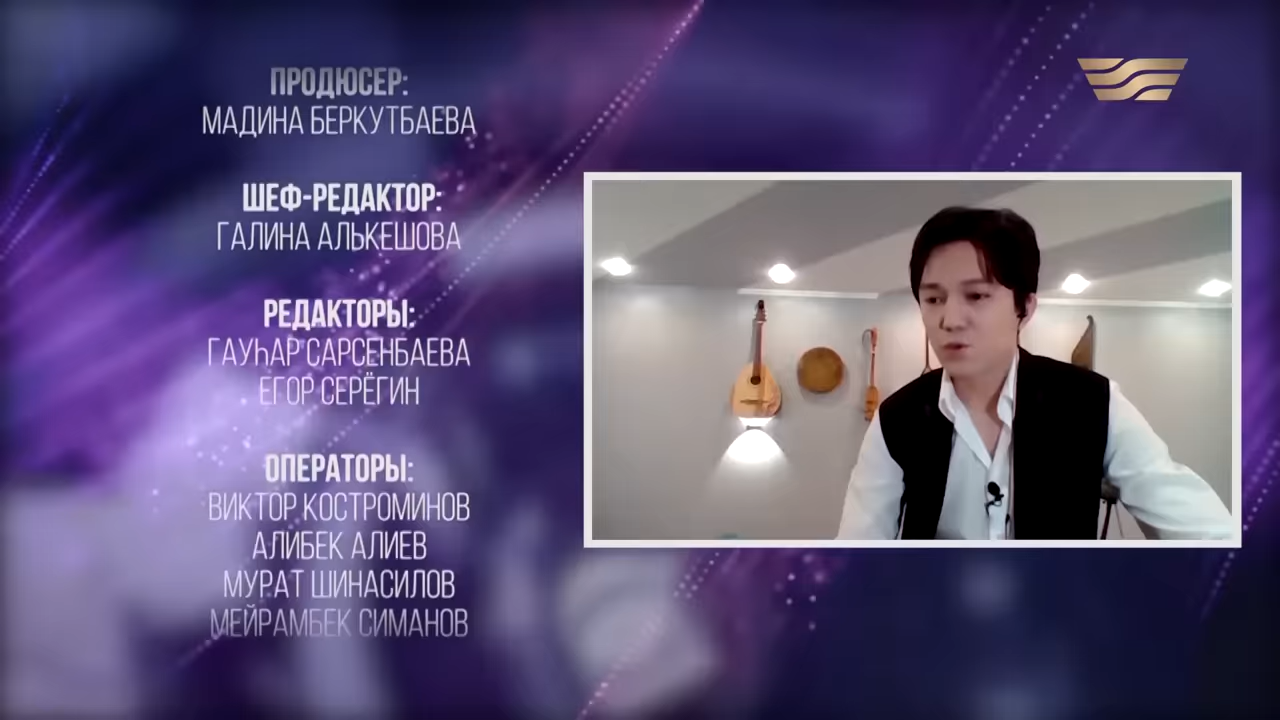 ПРОДЮСЕР:
МАДИНА БЕРКУТБАЕВА
ШЕФ-РЕДАКТОР:
ГАЛИНА АЛЬКЕШОВА
РЕДАКТОРЫ:
ГАУҺАР САРСЕНБАЕВА
ЕГОР СЕРЁГИН
ОПЕРАТОРЫ:
ВИКТОР КОСТРОМИНОВ
АЛИБЕК АЛИЕВ
МУРАТ ШИНАСИЛОВ
МЕЙРАМБЕК СИМАНОВ